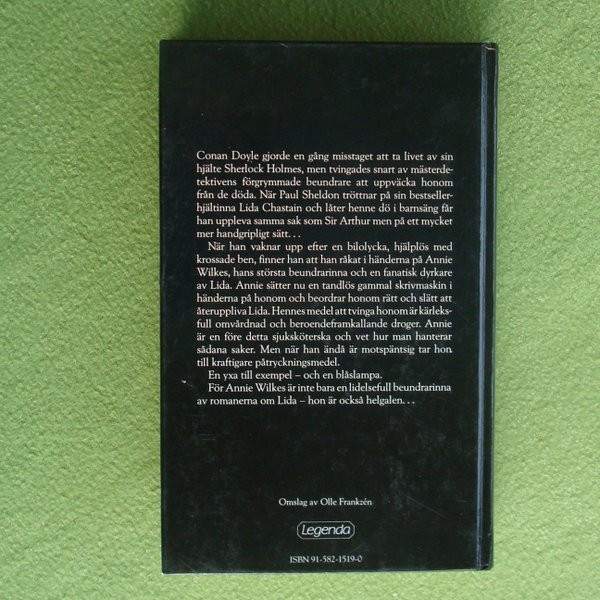 Conan Doyle gjorde en gång misstaget att ta livet av sin
hjälte Sherlock Holmes, men tvingades snart av mästerde-
tektivens förgrymmade beundrare att uppväcka honom
från de döda. När Paul Sheldon tröttnar på sin bestseller-
hjältinna Lida Chastain och låter henne dö i barnsäng får
han uppleva samma sak som Sir Arthur men på ett mycket
mer handgripligt sätt...
När han vaknar upp efter en bilolycka, hjälplös med
krossade ben, finner han att han råkat i händerna på Annie
Wilkes, hans största beundrarinna och en fanatisk dyrkare
av Lida. Annie sätter nu en tandlös gammal skrivmaskin i
händerna på honom och beordrar honom rätt och slätt att
återuppliva Lida. Hennes medel att tvinga honom är kärleks-
full omvårdnad och beroendeframkallande droger. Annie
är en före detta sjuksköterska och vet hur man hanterar
sådana saker. Men när han ändå är motspänstig tar hon
till kraftigare påtryckningsmedel.
En yxa till exempel – och en blåslampa.
För Annie Wilkes är inte bara en lidelsefull beundrarinna
av romanerna om Lida – hon är också helgalen...
Omslag av Olle Frankzén
Legenda
ISBN 91-582-1519-0